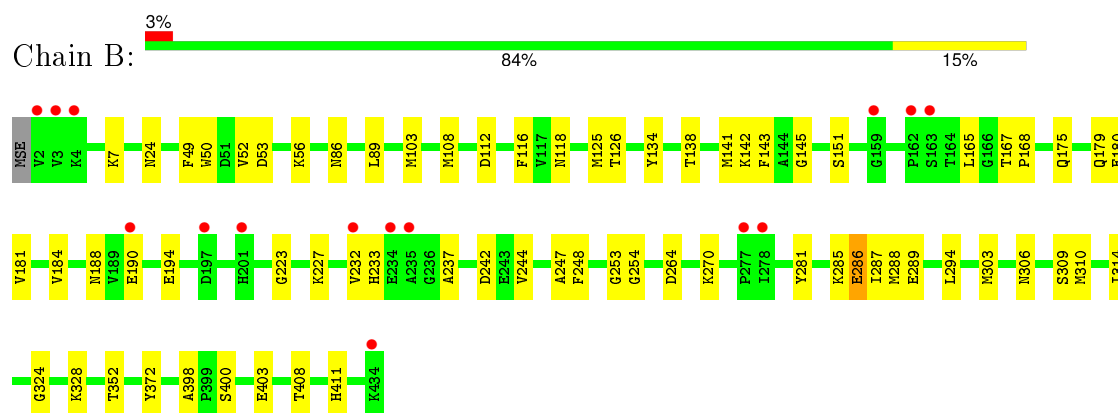 3%
Chain B:
84% 15%
MSE V2 V3 K4 K7 N24 F49 W50 D51 V52 D53 K56 N86 L89 M103 M108 D112 F116 V117 N118 M125 T126 Y134 T138 M141 K142 F143 A144 G145 S151 G159 P162 S163 T164 L165 G166 T167 P168 Q175 Q179
V181 V184 N188 V189 E190 E194 D197 H201 G223 K227 V232 H233 E234 A235 G236 A237 D242 E243 V244 A247 F248 G253 G254 D264 K270 P277 I278 Y281 K285 E286 I287 M288 E289 L294 M303 N306 S309 M310
G324 K328 T352 Y372 A398 P399 S400 E403 T408 H411 K434